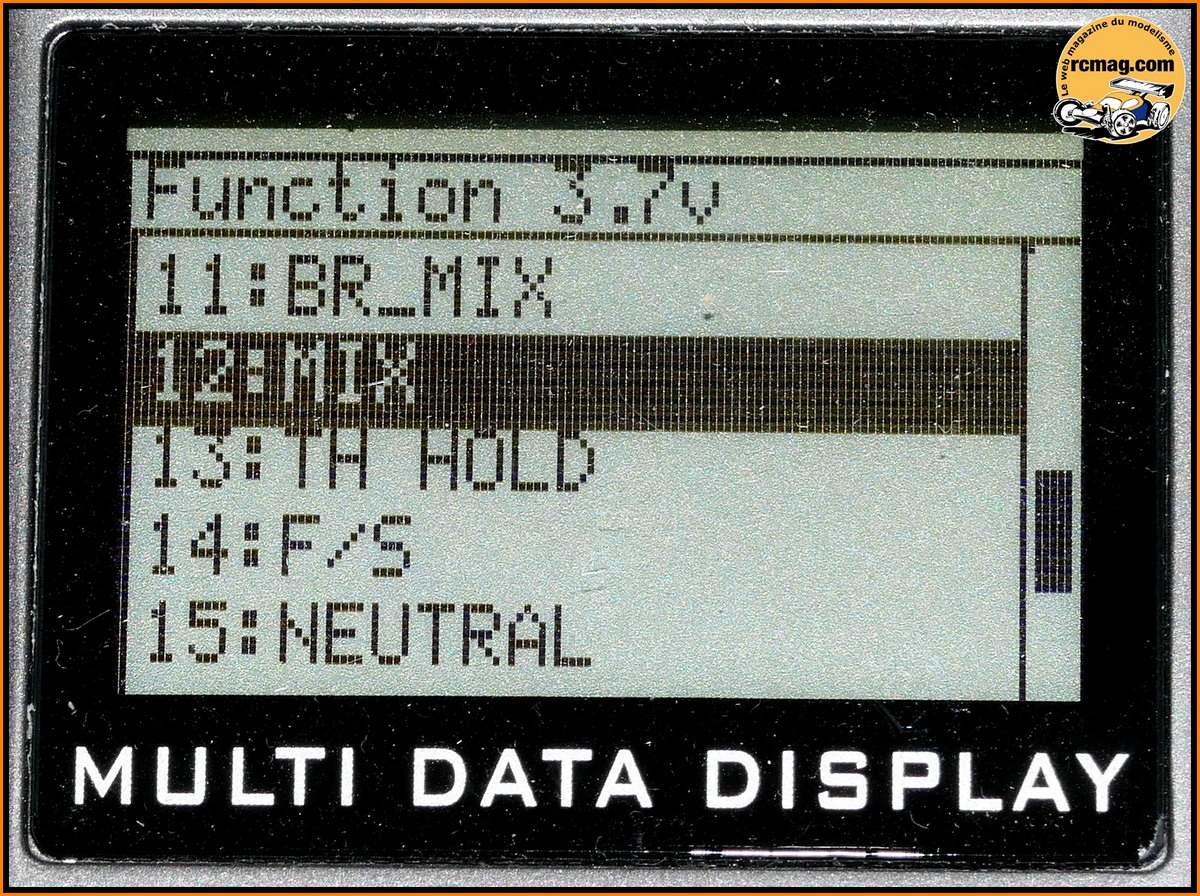 Le web magazine du modelisme
rcmag.com
Function 3.7v
11:BR_MIX
12:MIX
13:TH HOLD
14:F/S
15:NEUTRAL
MULTI DATA DISPLAY